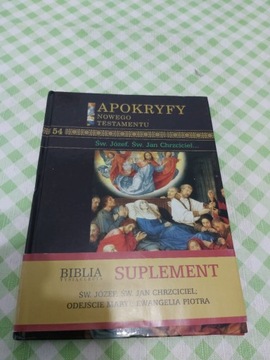 APOKRYFY
NOWEGO
TESTAMENTU
54
Św. Józef, Św. Jan Chrzciciel...
BIBLIA
SUPLEMENT
ŚW. JÓZEF, ŚW. JAN CHRZCICIEL,
ODEJŚCIE MARYI, EWANGELIA PIOTRA